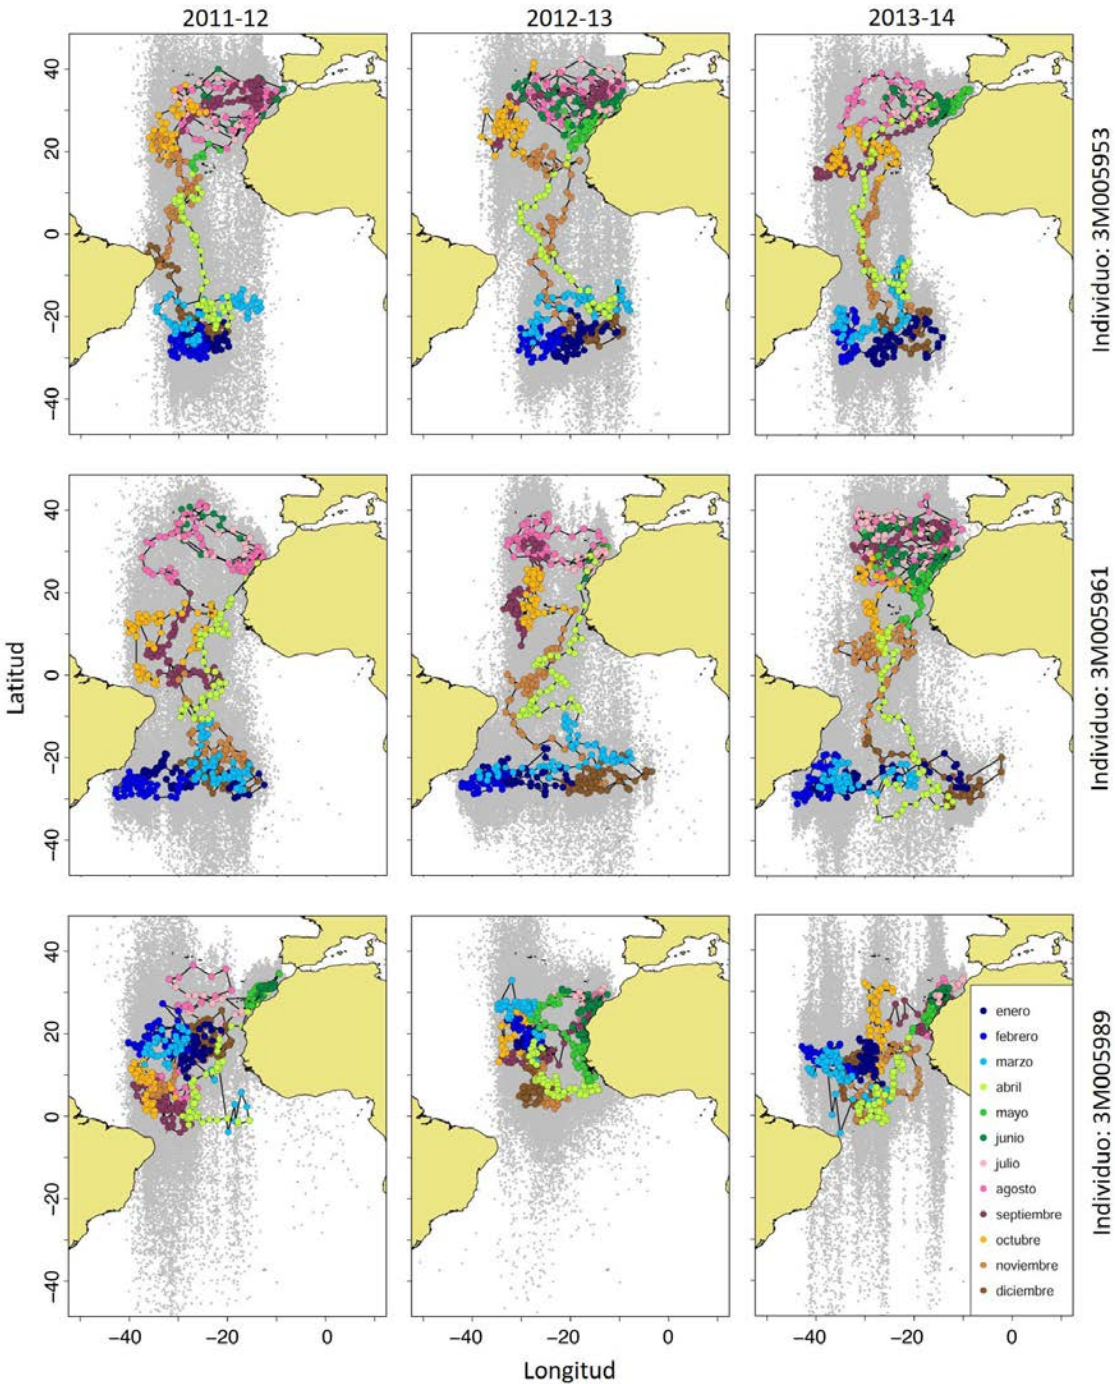 2011-12
2012-13
2013-14
40
20
0
−20
−40
Individuo: 3M005953
40
20
0
−20
−40
Latitud
Individuo: 3M005961
40
20
0
−20
−40
Individuo: 3M005989
enero
febrero
marzo
abril
mayo
junio
julio
agosto
septiembre
octubre
noviembre
diciembre
−40 −20 0
−40 −20 0
−40 −20 0
Longitud